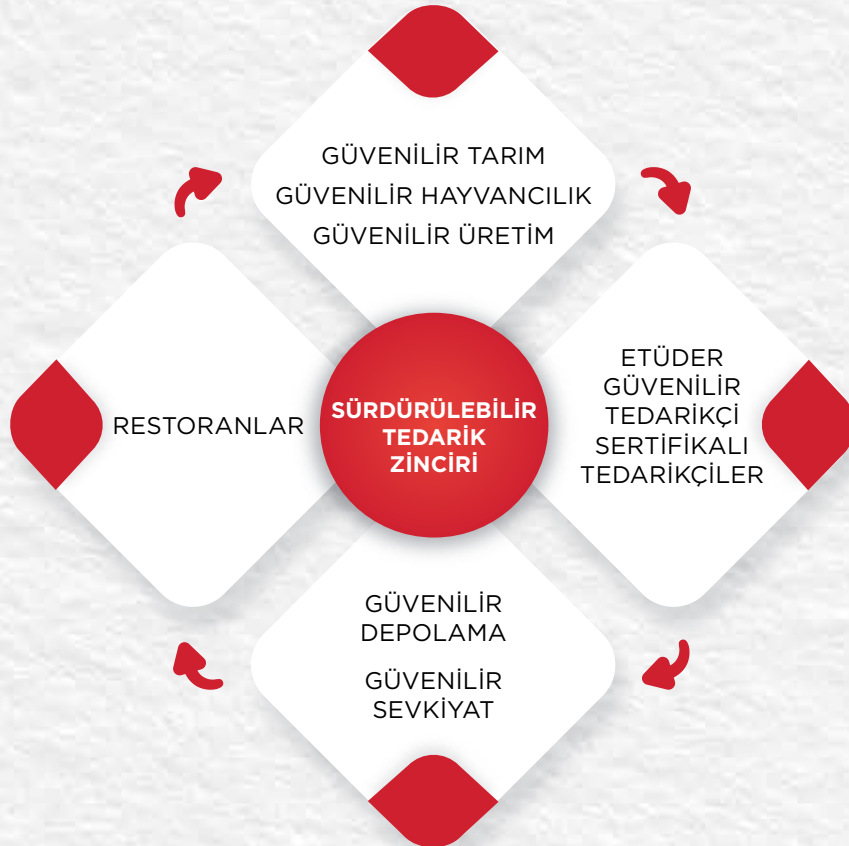 GÜVENİLİR TARIM
GÜVENİLİR HAYVANCILIK
GÜVENİLİR ÜRETİM
ETÜDER
GÜVENİLİR
TEDARİKÇİ
SERTİFİKALI
TEDARİKÇİLER
SÜRDÜRÜLEBİLİR
TEDARİK
ZİNCİRİ
RESTORANLAR
GÜVENİLİR
DEPOLAMA
GÜVENİLİR
SEVKİYAT